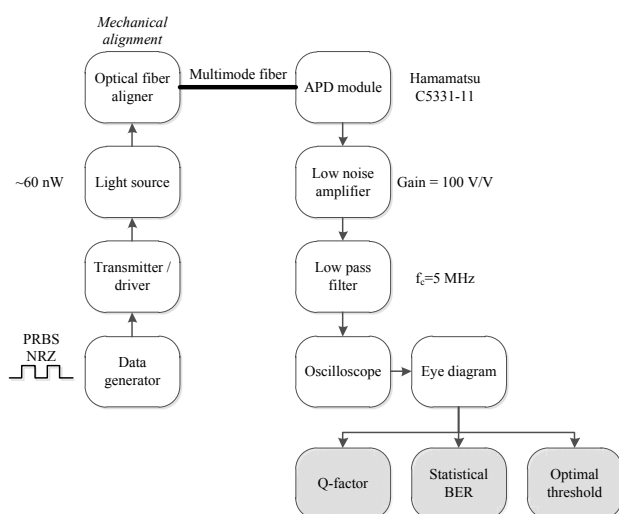 Mechanical
alignment
Optical fiber
aligner
Multimode fiber
APD module
Hamamatsu
C5331-11
~60 nW
Light source
Low noise
amplifier
Gain = 100 V/V
Transmitter /
driver
Low pass
filter
fc=5 MHz
PRBS
NRZ
Data
generator
Oscilloscope
Eye diagram
Q-factor
Statistical
BER
Optimal
threshold